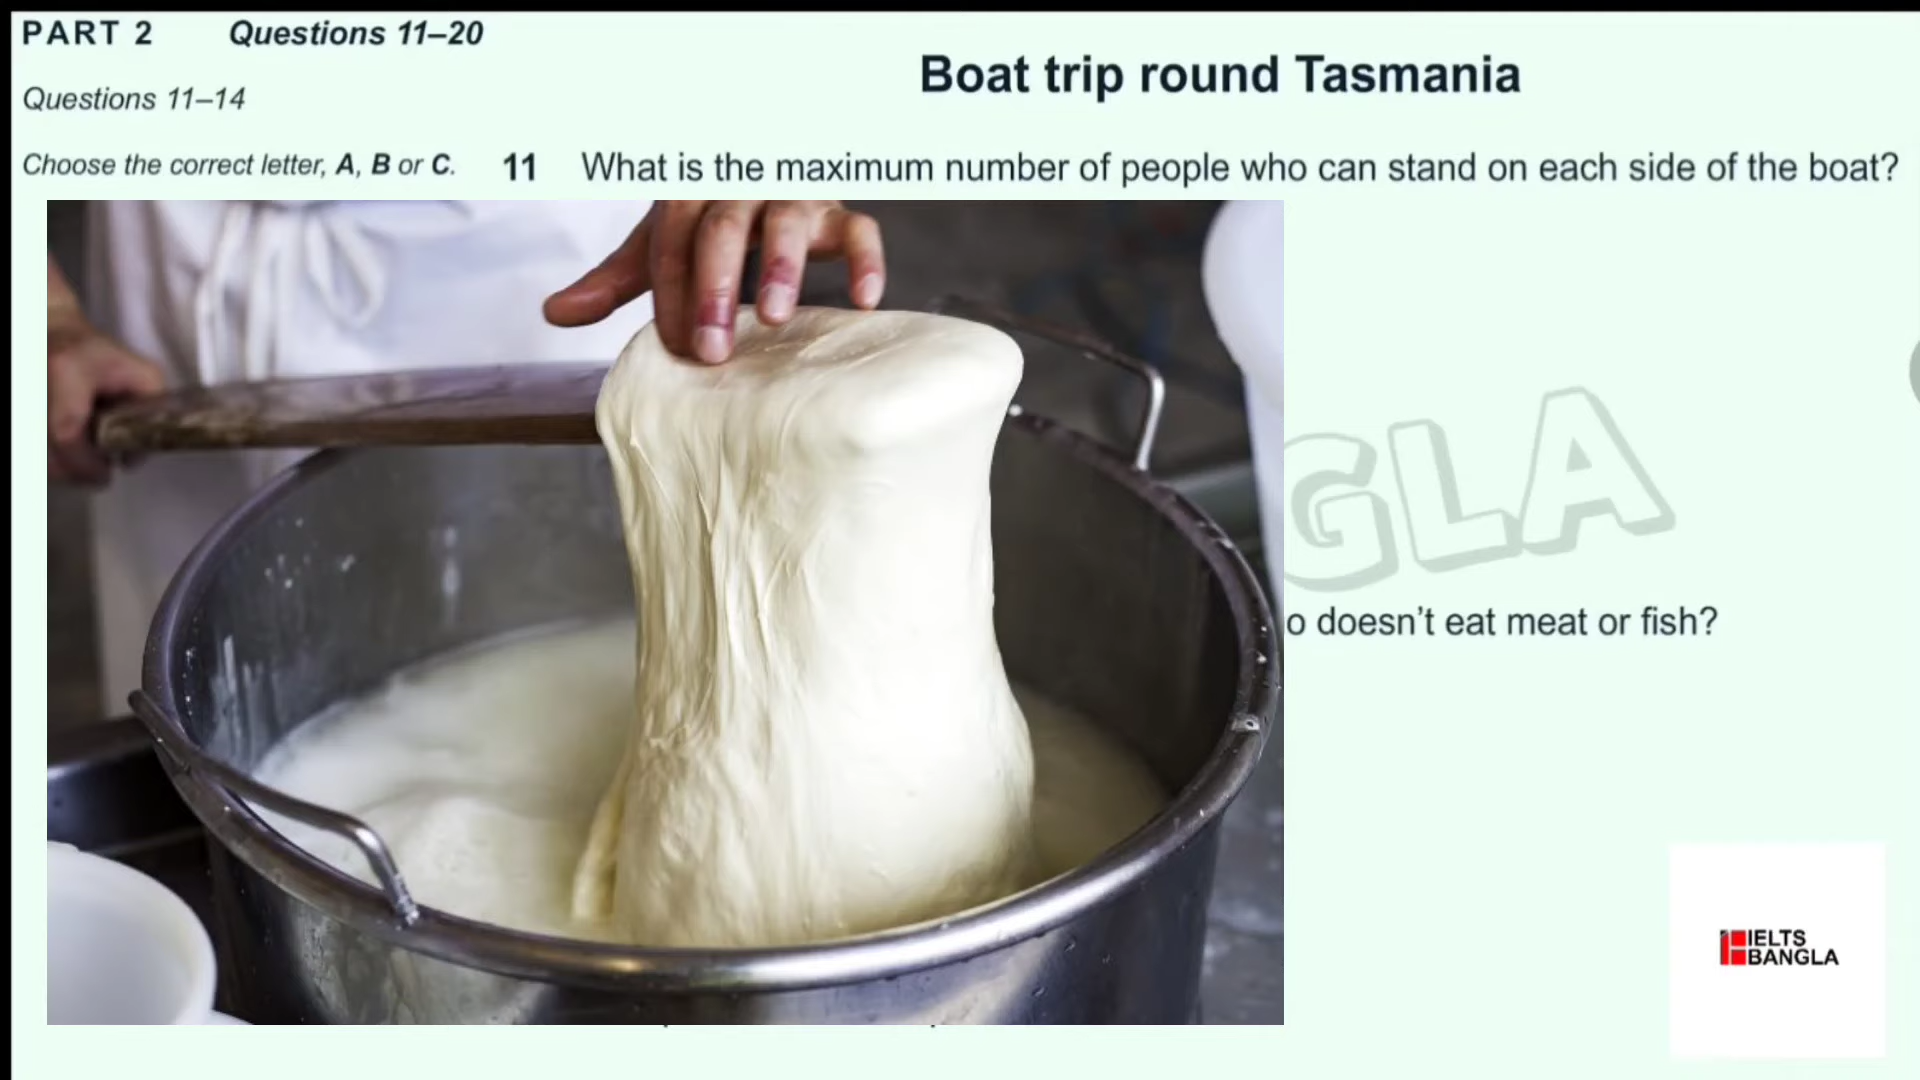 PART 2 Questions 11–20
Boat trip round Tasmania
Questions 11–14
Choose the correct letter, A, B or C.
11 What is the maximum number of people who can stand on each side of the boat?
GLA
doesn't eat meat or fish?
IELTS
BANGLA